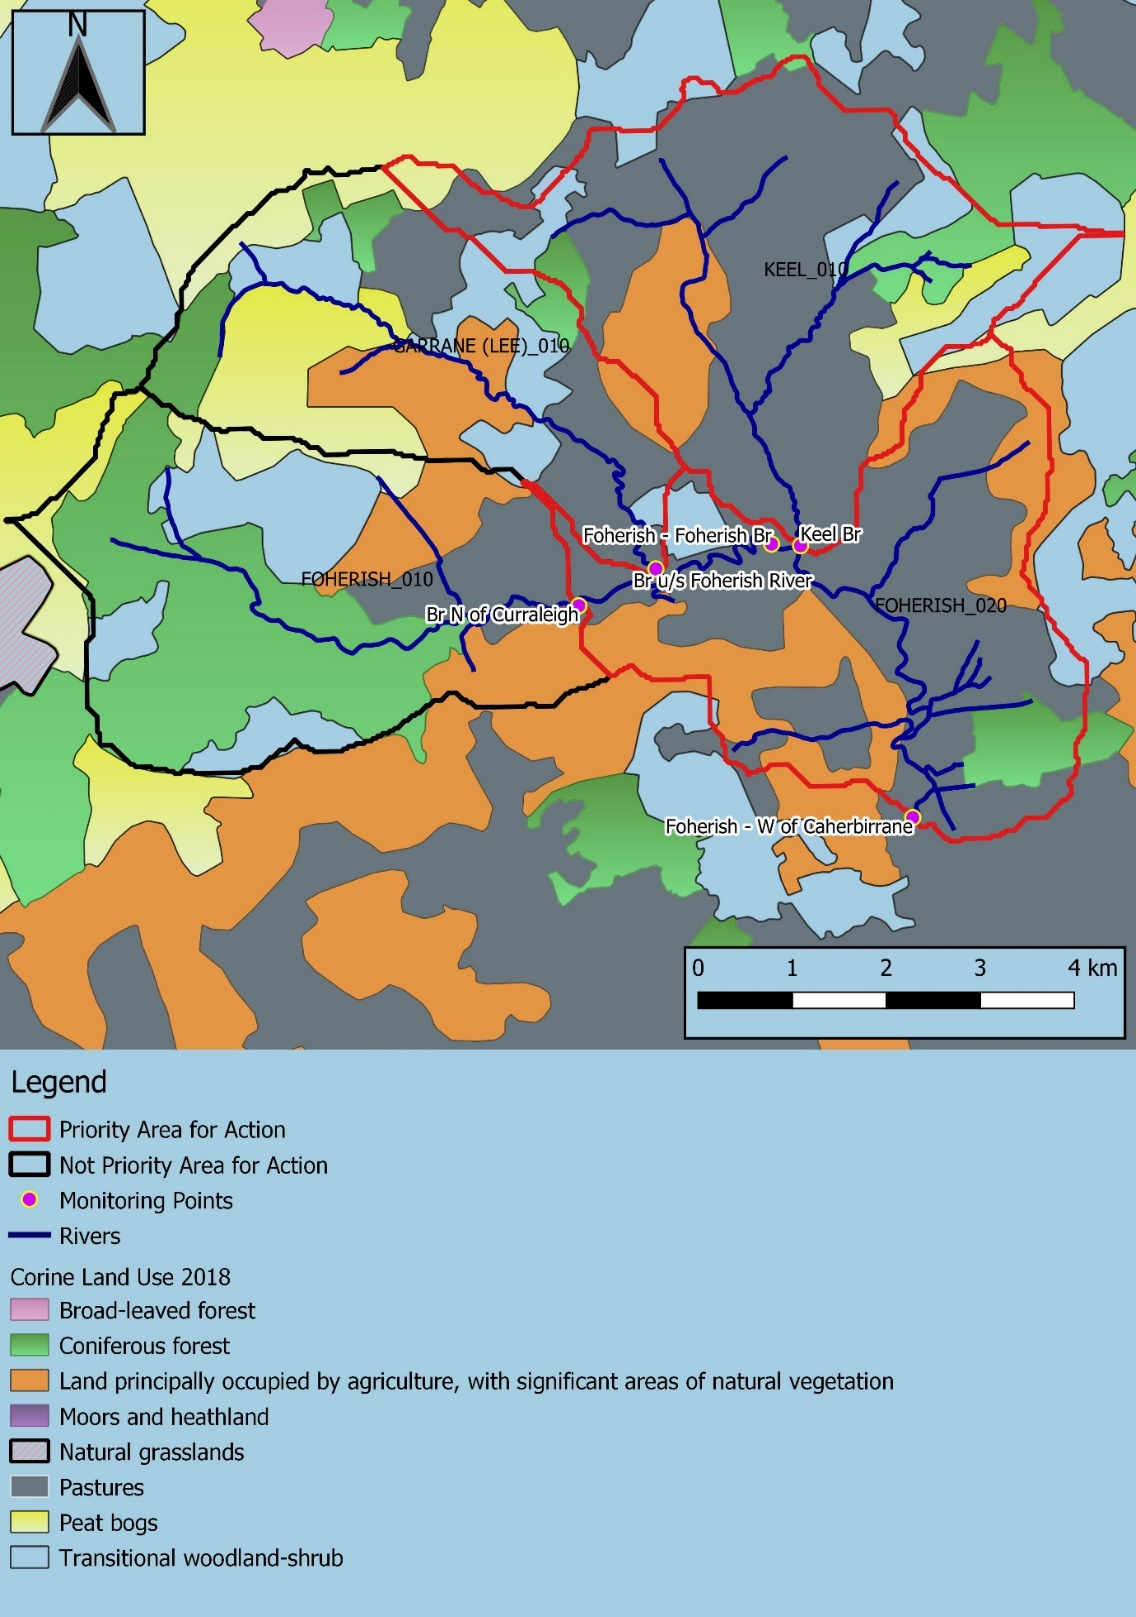 N
KEEL_010
GARRANE (LEE)_010
Foherish - Foherish Br
Keel Br
Br u/s Foherish River
FOHERISH_010
FOHERISH_020
Br N of Curraleigh
Foherish - W of Caherbirrane
0 1 2 3 4 km
Legend
Priority Area for Action
Not Priority Area for Action
Monitoring Points
Rivers
Corine Land Use 2018
Broad-leaved forest
Coniferous forest
Land principally occupied by agriculture, with significant areas of natural vegetation
Moors and heathland
Natural grasslands
Pastures
Peat bogs
Transitional woodland-shrub